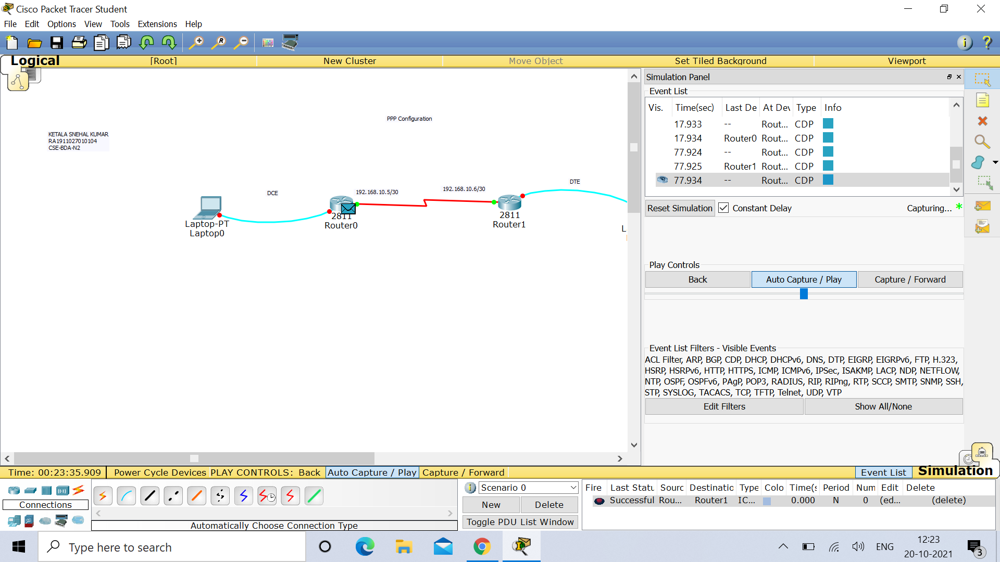 Cisco Packet Tracer Student
File Edit Options View Tools Extensions Help
Logical [Root] New Cluster Move Object Set Tiled Background Viewport
PPP Configuration
KETALA SNEHAL KUMAR
RA1911027010104
CSE-BDA-N2
DCE
192.168.10.5/30
192.168.10.6/30
DTE
Laptop-PT
Laptop0
2811
Router0
2811
Router1
L
Simulation Panel
Event List
Vis. Time(sec) Last De At Dev Type Info
17.933 -- Rout... CDP
17.934 Router0 Rout... CDP
77.924 -- Rout... CDP
77.925 Router1 Rout... CDP
77.934 -- Rout... CDP
Reset Simulation Constant Delay Capturing... *
Play Controls
Back Auto Capture / Play Capture / Forward
Event List Filters - Visible Events
ACL Filter, ARP, BGP, CDP, DHCP, DHCPv6, DNS, DTP, EIGRP, EIGRPv6, FTP, H.323,
HSRP, HSRPv6, HTTP, HTTPS, ICMP, ICMPv6, IPSec, ISAKMP, LACP, NDP, NETFLOW,
NTP, OSPF, OSPFv6, PAgP, POP3, RADIUS, RIP, RIPng, RTP, SCCP, SMTP, SNMP, SSH,
STP, SYSLOG, TACACS, TCP, TFTP, Telnet, UDP, VTP
Edit Filters Show All/None
Time: 00:23:35.909 Power Cycle Devices PLAY CONTROLS: Back Auto Capture / Play Capture / Forward Event List Simulation
Connections
Automatically Choose Connection Type
Scenario 0
New Delete
Toggle PDU List Window
Fire Last Statu Sourc Destinatio Type Colo Time(s Period Num Edit Delete
Successful Rou... Router1 IC... 0.000 N 0 (ed... (delete)
Type here to search
ENG
12:23
20-10-2021
3